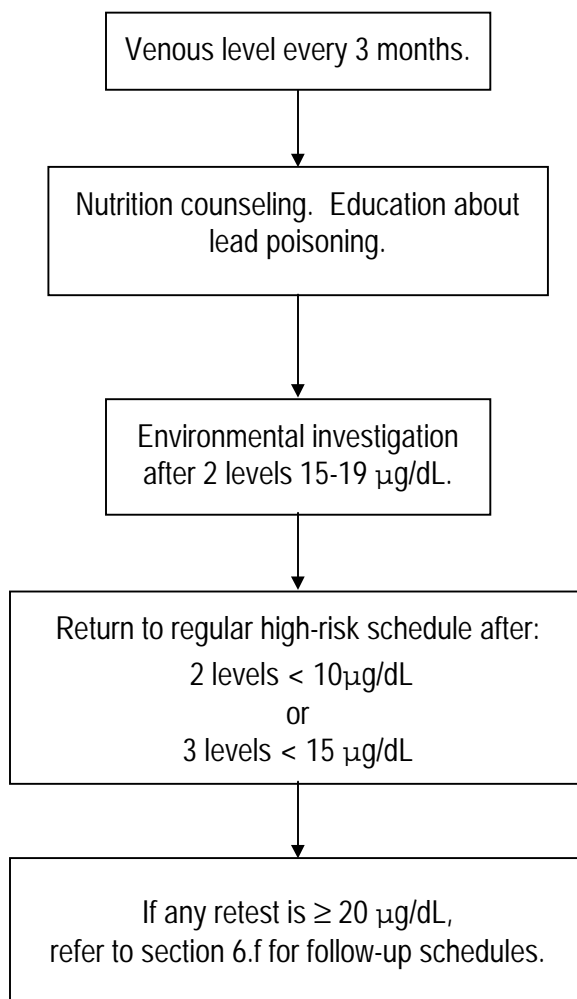 Venous level every 3 months.
Nutrition counseling.  Education about
lead poisoning.
Environmental investigation
after 2 levels 15-19 μg/dL.
Return to regular high-risk schedule after:
2 levels < 10μg/dL
or
3 levels < 15 μg/dL
If any retest is ≥ 20 μg/dL,
refer to section 6.f for follow-up schedules.